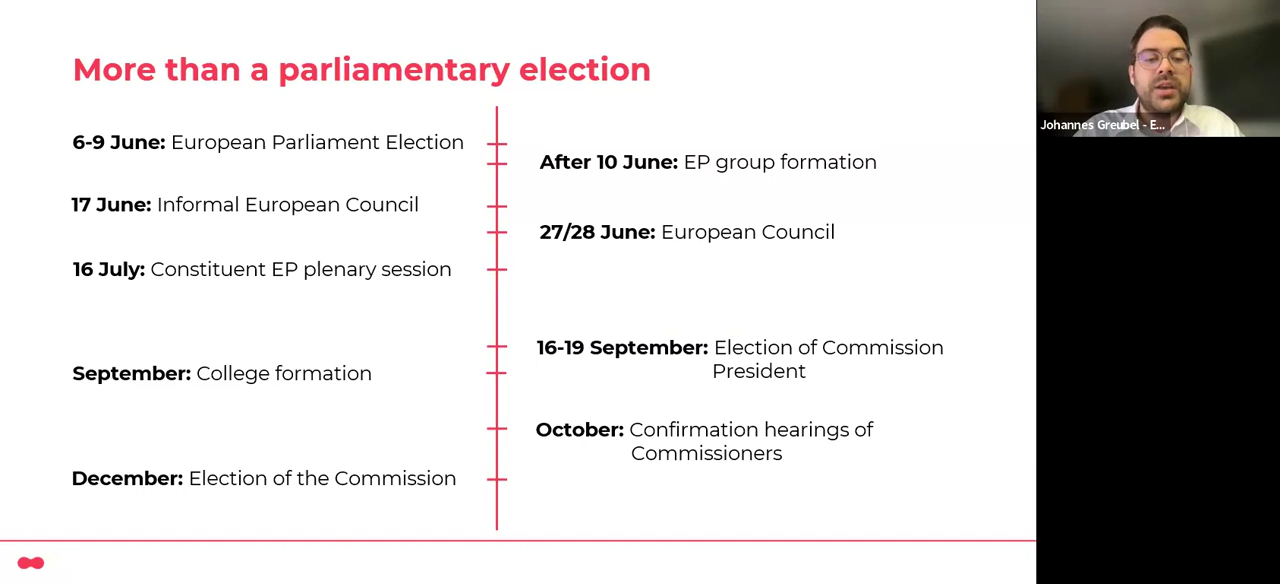 More than a parliamentary election
6-9 June: European Parliament Election
After 10 June: EP group formation
17 June: Informal European Council
27/28 June: European Council
16 July: Constituent EP plenary session
16-19 September: Election of Commission
President
September: College formation
October: Confirmation hearings of
Commissioners
December: Election of the Commission
Johannes Greubel - E...